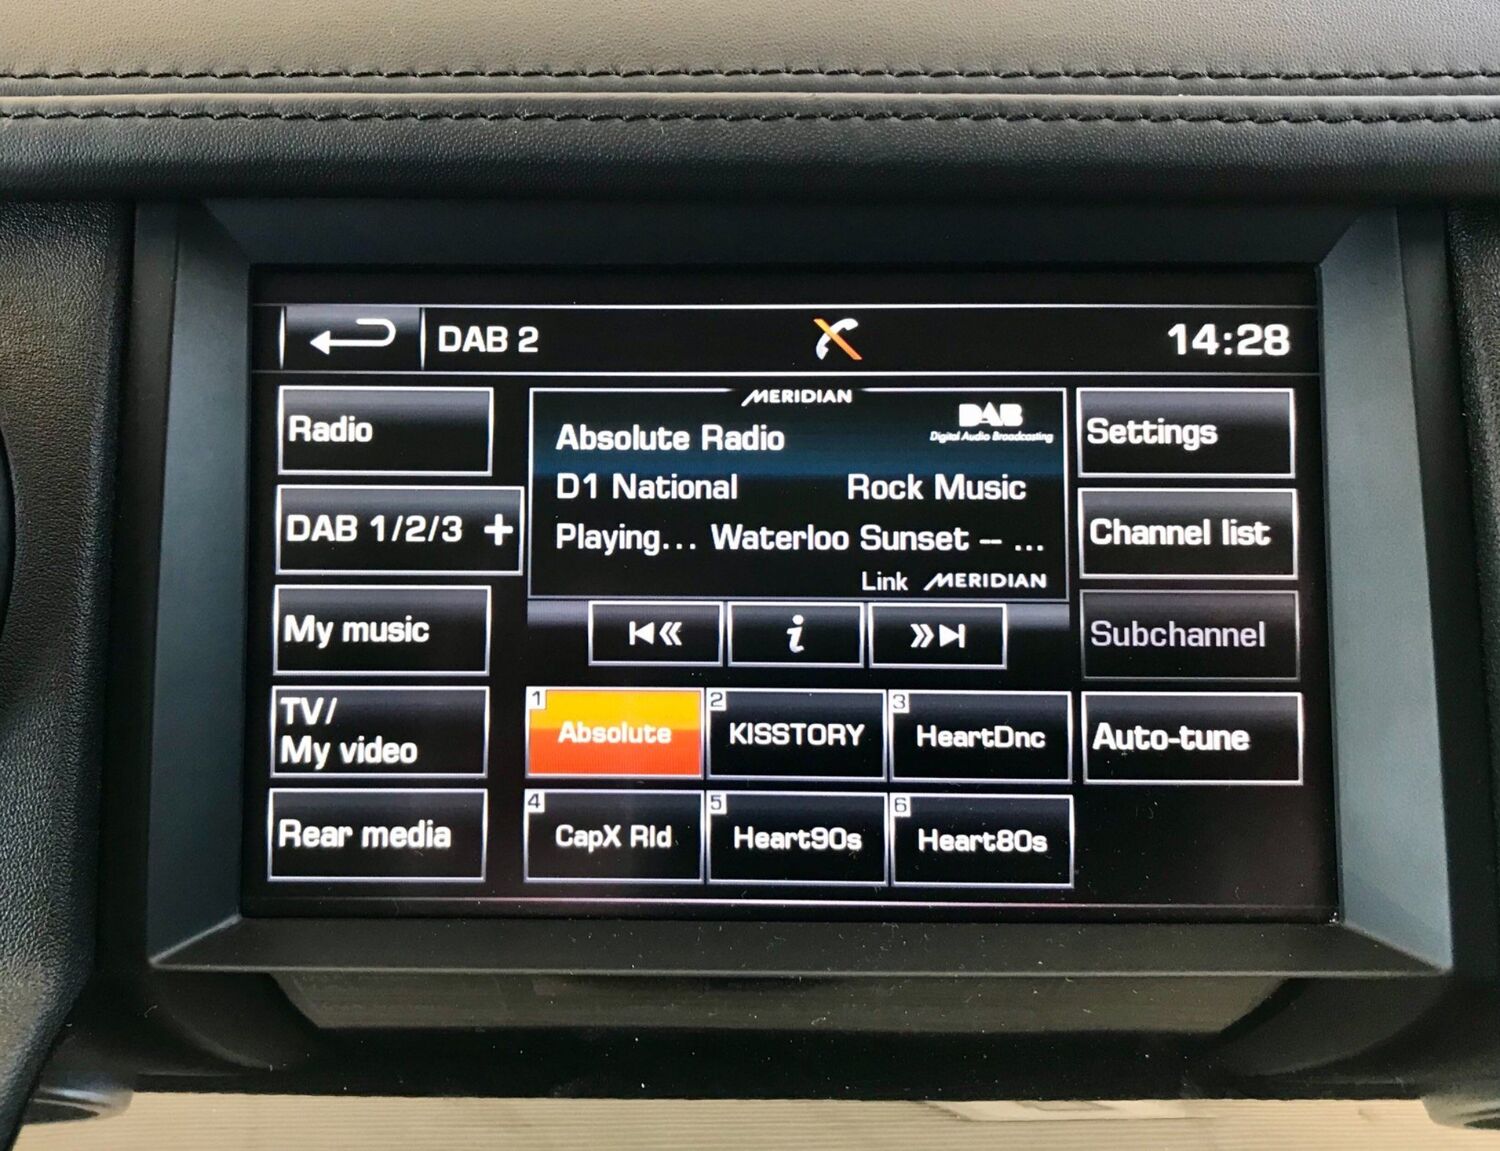 DAB 2
14:28
Radio
DAB 1/2/3 +
My music
TV/
My video
Rear media
MERIDIAN
DAB
Digital Audio Broadcasting
Absolute Radio
D1 National Rock Music
Playing... Waterloo Sunset -- ...
Link MERIDIAN
i
1 Absolute
2 KISSTORY
3 HeartDnc
4 CapX Rld
5 Heart90s
6 Heart80s
Settings
Channel list
Subchannel
Auto-tune